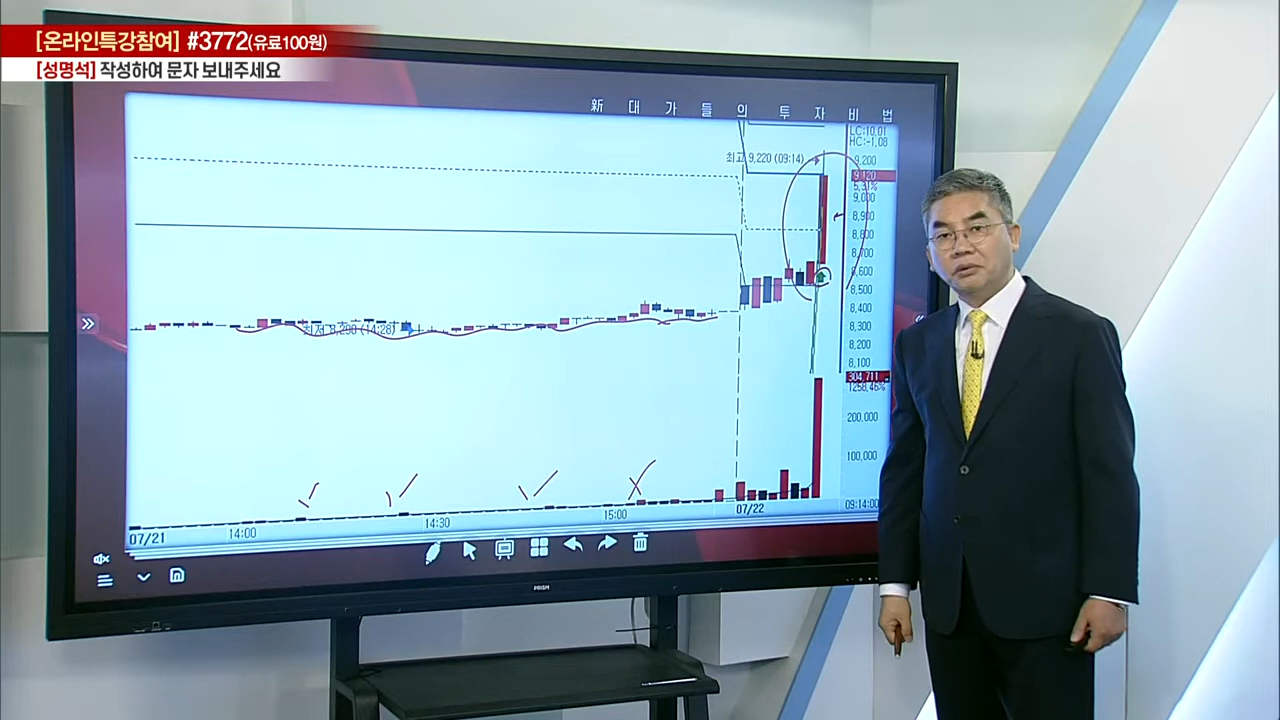 [온라인특강참여] #3772(유료100원)
[성명석] 작성하여 문자 보내주세요
新 대 가 들 의 투 자 비 법
LC:10.01
HC:-1.08
최고 9,220 (09:14)
9,200
9,120
5.31%
9,000
8,900
8,800
8,700
8,600
8,500
8,400
8,300
8,200
8,100
최저 8,290 (14:28)
304,711
1258.46%
200,000
100,000
07/21
14:00
14:30
15:00
07/22
09:14:00
PRISM